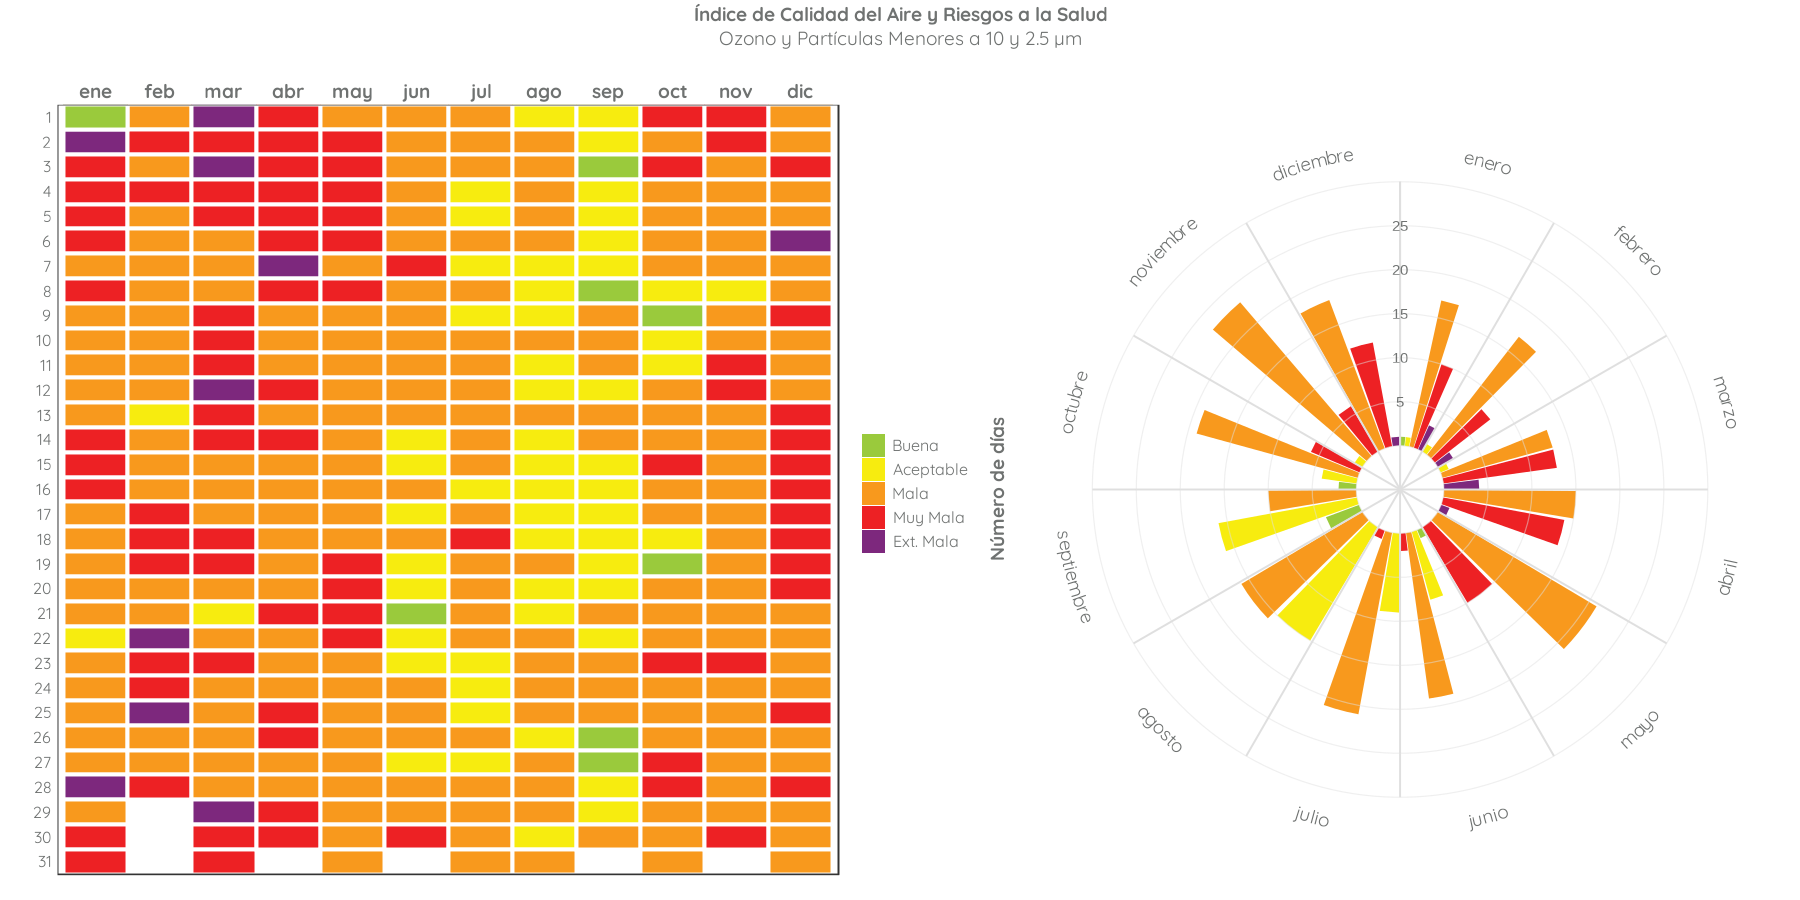 Índice de Calidad del Aire y Riesgos a la Salud
Ozono y Partículas Menores a 10 y 2.5 µm
ene feb mar abr may jun jul ago sep oct nov dic
1
2
3
4
5
6
7
8
9
10
11
12
13
14
15
16
17
18
19
20
21
22
23
24
25
26
27
28
29
30
31
Buena
Aceptable
Mala
Muy Mala
Ext. Mala
Número de días
25
20
15
10
5
enero
febrero
marzo
abril
mayo
junio
julio
agosto
septiembre
octubre
noviembre
diciembre